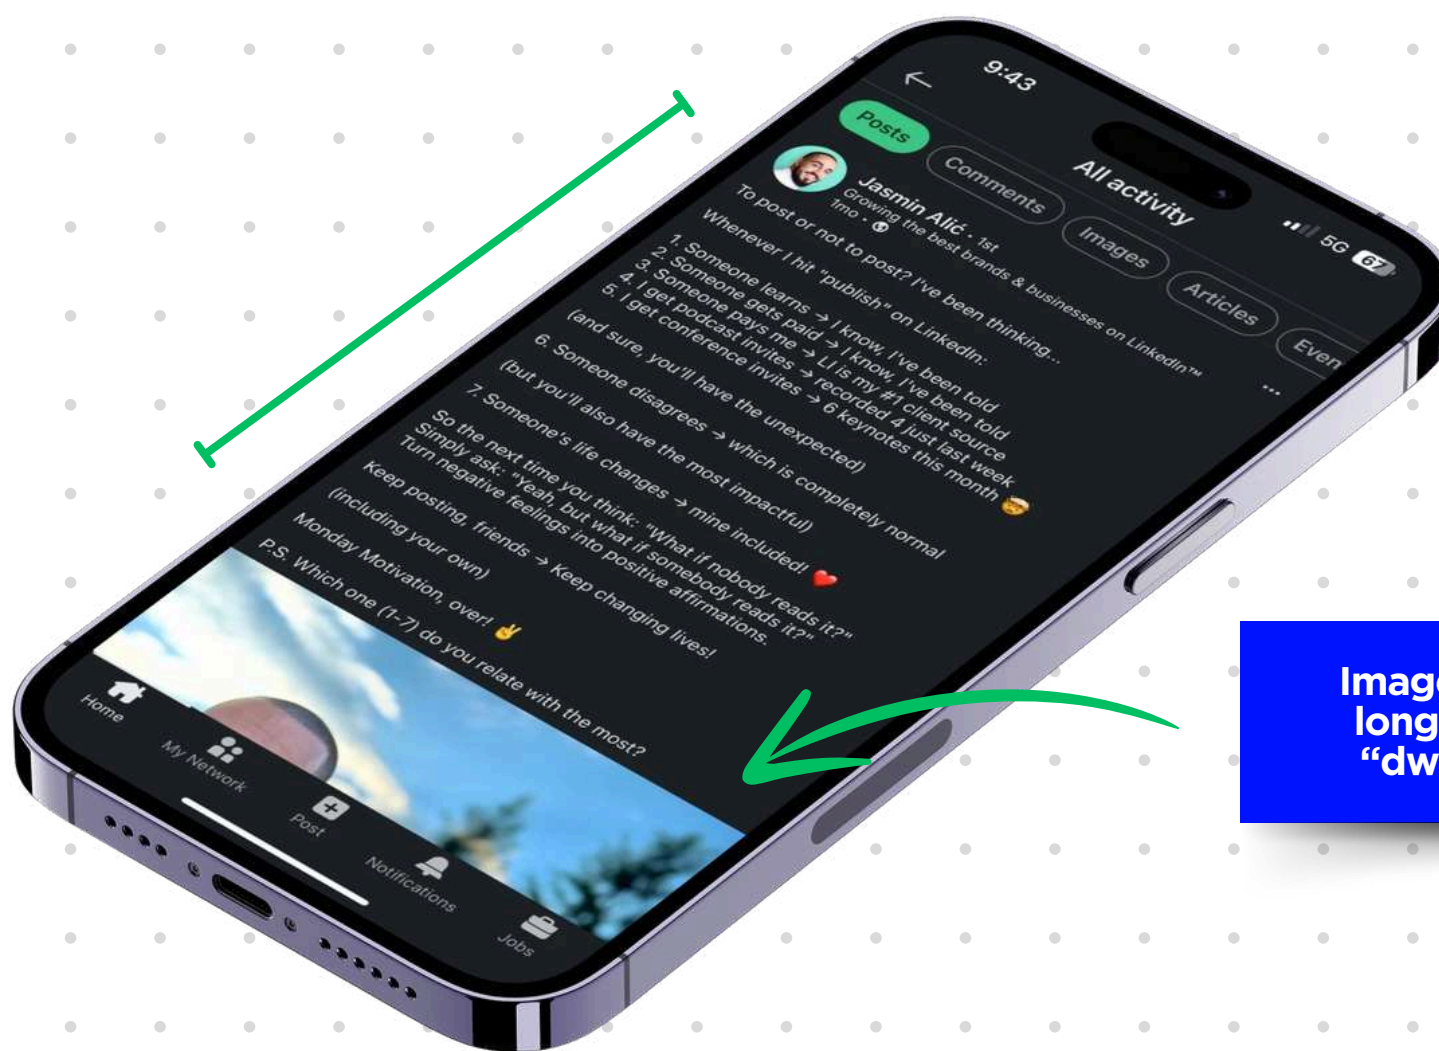 9:43
5G 67
All activity
Posts
Comments
Images
Articles
Even
Jasmin Alić · 1st
Growing the best brands & businesses on LinkedIn™
1mo ·
To post or not to post? I've been thinking...
Whenever I hit "publish" on LinkedIn:
1. Someone learns → I know, I've been told
2. Someone gets paid → I know, I've been told
3. Someone pays me → LI is my #1 client source
4. I get podcast invites → recorded 4 just last week
5. I get conference invites → 6 keynotes this month 🤯
(and sure, you'll have the unexpected)
6. Someone disagrees → which is completely normal
(but you'll also have the most impactful)
7. Someone's life changes → mine included! ❤️
So the next time you think: "What if nobody reads it?"
Simply ask: "Yeah, but what if somebody reads it?"
Turn negative feelings into positive affirmations.
Keep posting, friends → Keep changing lives!
(including your own)
Monday Motivation, over! ✌️
P.S. Which one (1-7) do you relate with the most?
Home
My Network
Post
Notifications
Jobs
Image
long
“dw